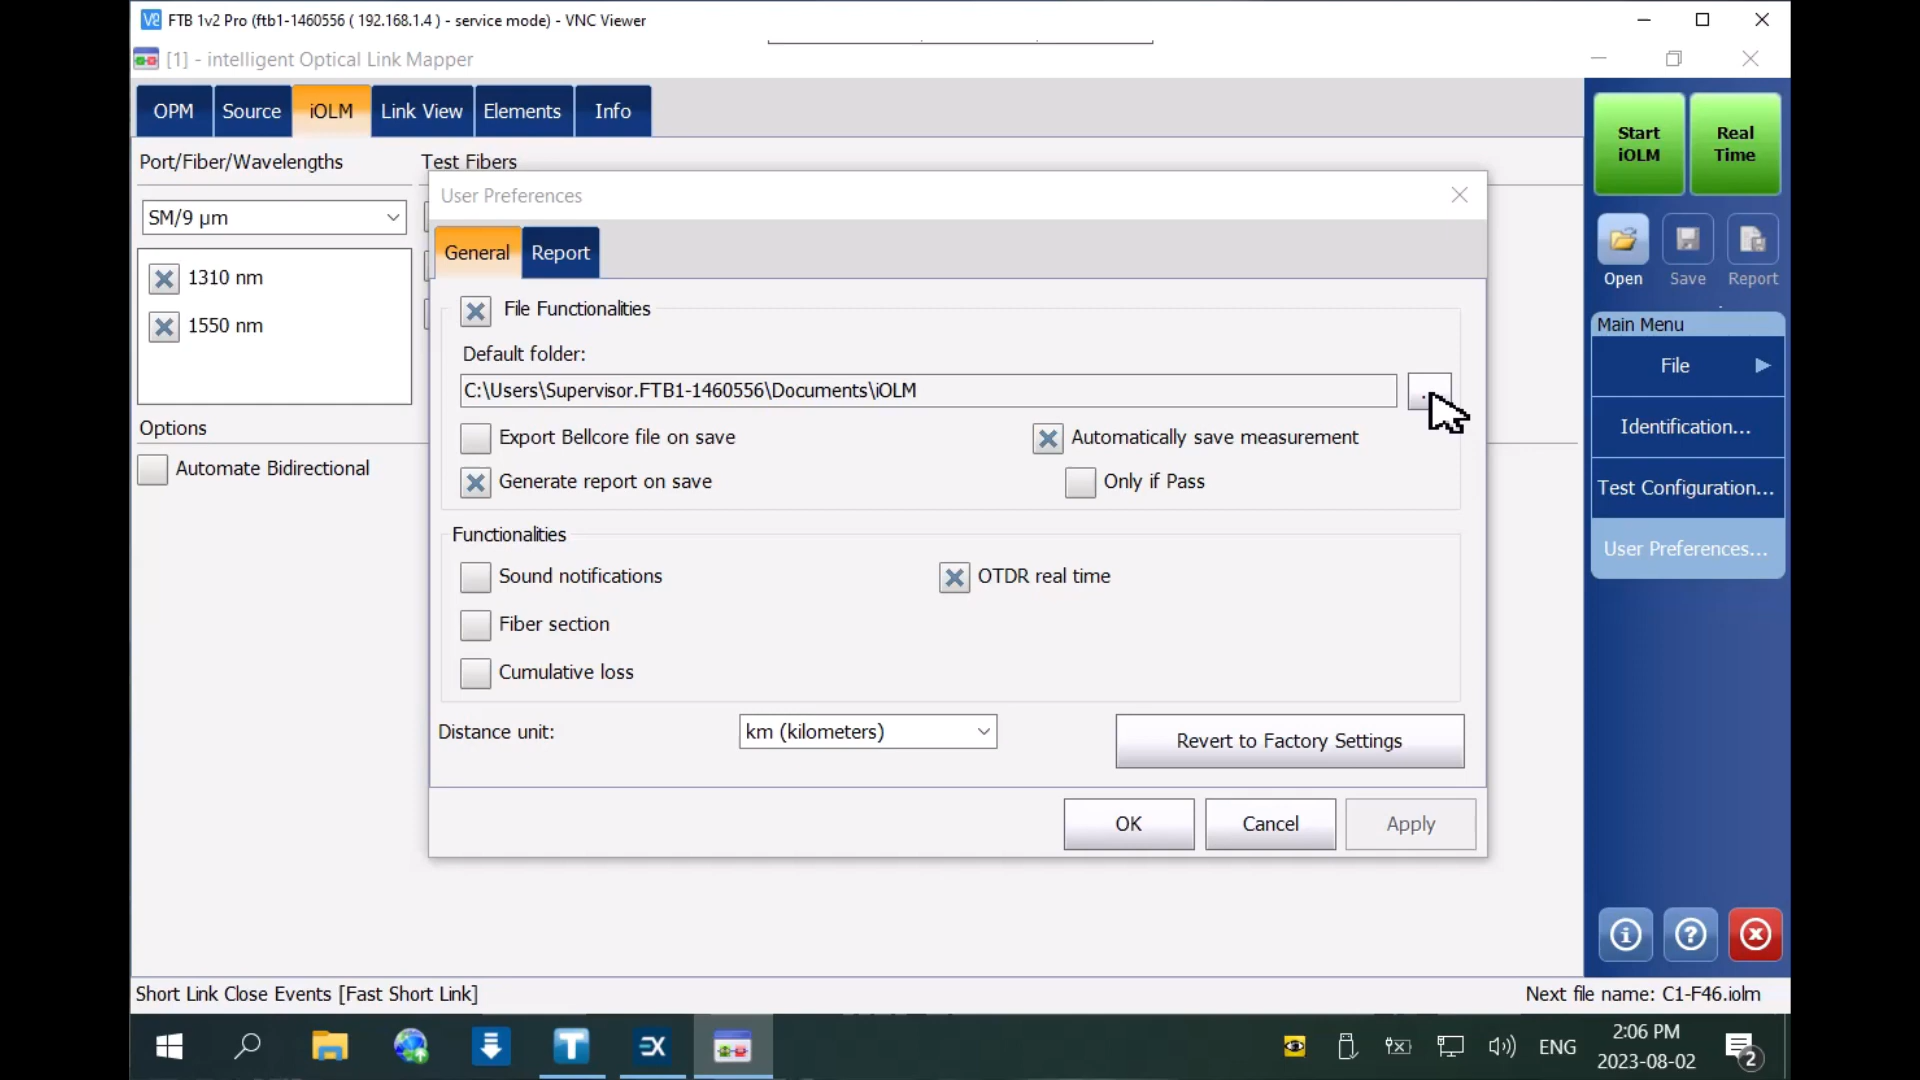 FTB 1v2 Pro (ftb1-1460556 ( 192.168.1.4 ) - service mode) - VNC Viewer
[1] - intelligent Optical Link Mapper
OPM Source iOLM Link View Elements Info
Port/Fiber/Wavelengths
Test Fibers
SM/9 µm
1310 nm
1550 nm
Options
Automate Bidirectional
User Preferences
General Report
File Functionalities
Default folder:
C:\Users\Supervisor.FTB1-1460556\Documents\iOLM
Export Bellcore file on save
Automatically save measurement
Generate report on save
Only if Pass
Functionalities
Sound notifications
OTDR real time
Fiber section
Cumulative loss
Distance unit:
km (kilometers)
Revert to Factory Settings
OK Cancel Apply
Start
iOLM
Real
Time
Open Save Report
Main Menu
File
Identification...
Test Configuration...
User Preferences...
Short Link Close Events [Fast Short Link]
Next file name: C1-F46.iolm
ENG
2:06 PM
2023-08-02
2